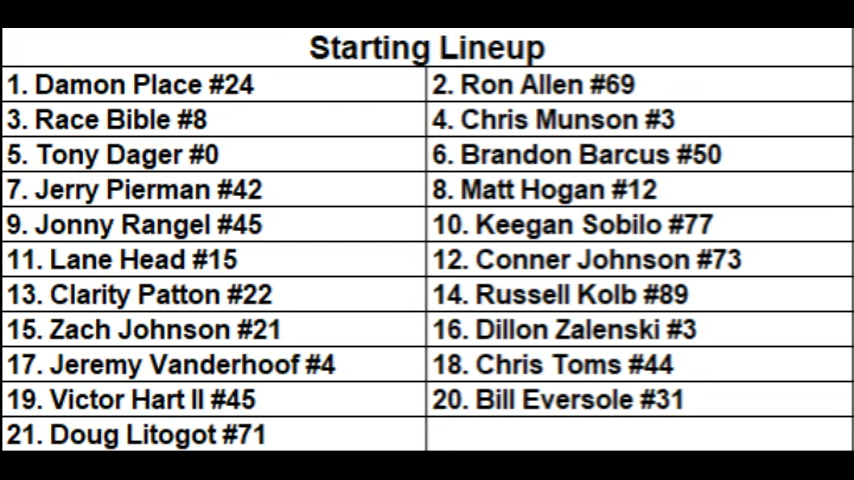 Starting Lineup
1. Damon Place #24
2. Ron Allen #69
3. Race Bible #8
4. Chris Munson #3
5. Tony Dager #0
6. Brandon Barcus #50
7. Jerry Pierman #42
8. Matt Hogan #12
9. Jonny Rangel #45
10. Keegan Sobilo #77
11. Lane Head #15
12. Conner Johnson #73
13. Clarity Patton #22
14. Russell Kolb #89
15. Zach Johnson #21
16. Dillon Zalenski #3
17. Jeremy Vanderhoof #4
18. Chris Toms #44
19. Victor Hart II #45
20. Bill Eversole #31
21. Doug Litogot #71